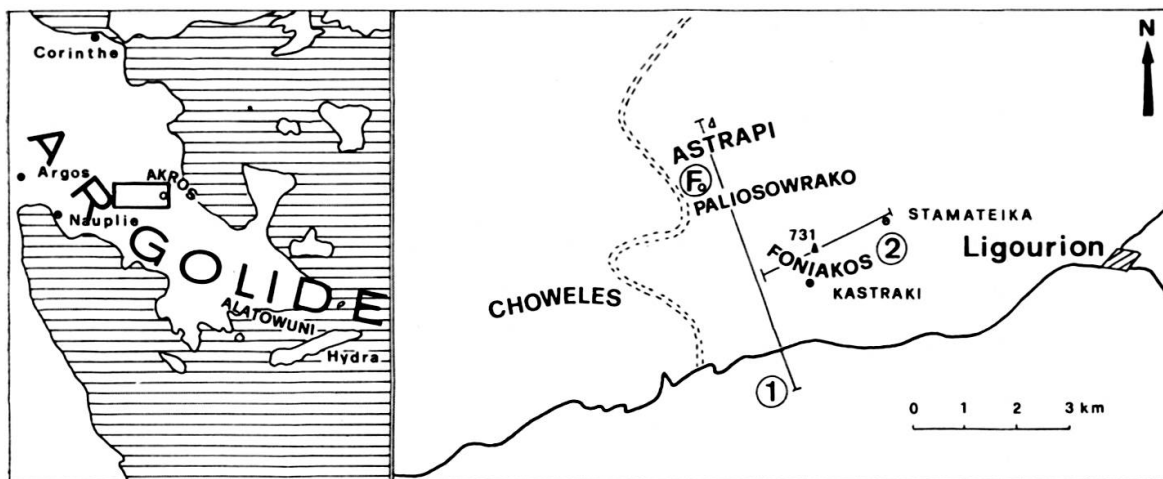 Corinthe
ARGOLIDE
Argos
AKROS
Nauplie
ALATOWUNI
Hydra
N
ASTRAPI
F
PALIOSOWRAKO
731
STAMATEIKA
FONIAKOS
2
Ligourion
KASTRAKI
CHOWELES
1
0 1 2 3 km